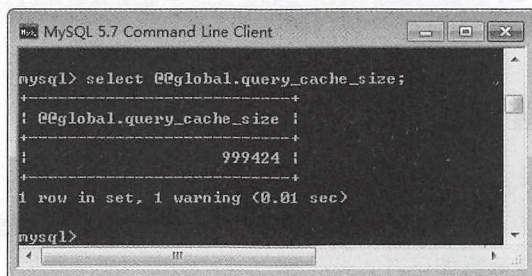 MySQL 5.7 Command Line Client
mysql> select @@global.query_cache_size;
+--------------------------+
| @@global.query_cache_size |
+--------------------------+
| 999424 |
+--------------------------+
1 row in set, 1 warning (0.01 sec)
mysql>